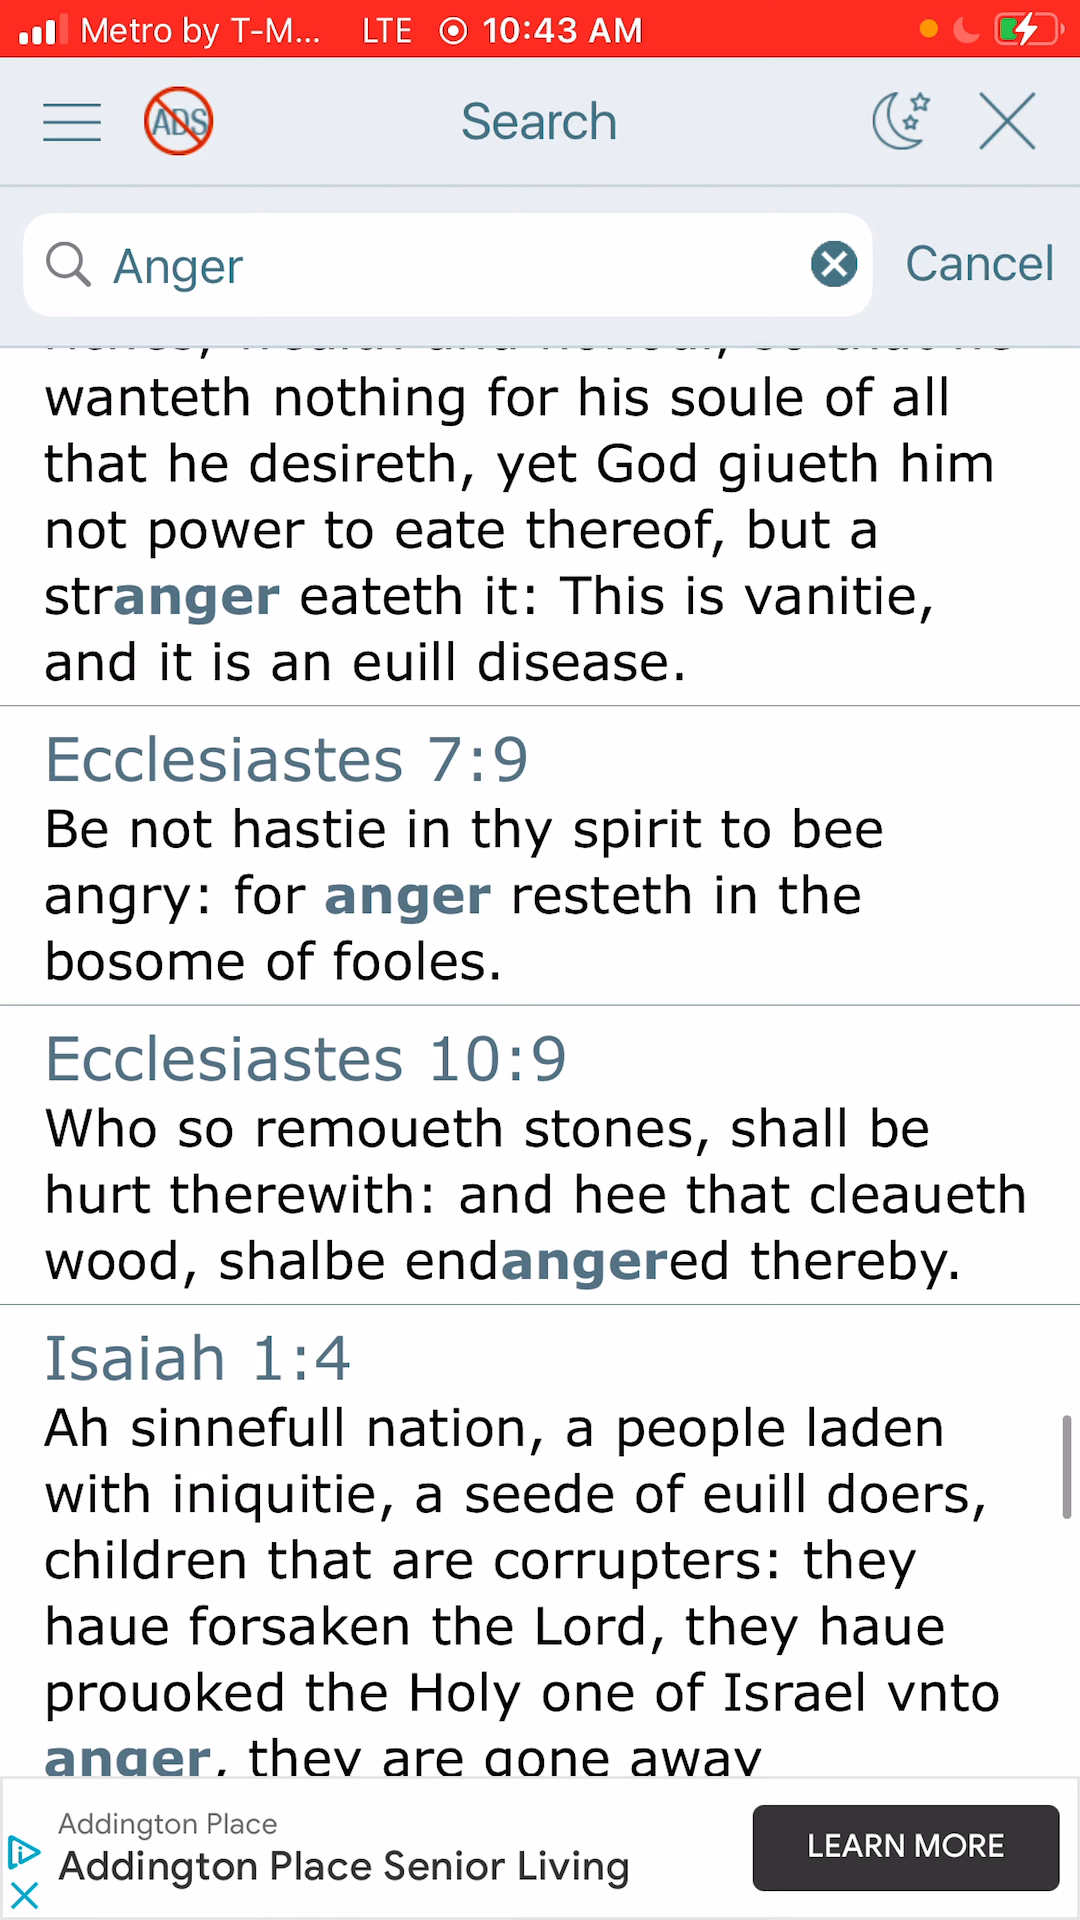 Metro by T-M... LTE 10:43 AM
ADS Search
Anger Cancel
wanteth nothing for his soule of all
that he desireth, yet God giueth him
not power to eate thereof, but a
stranger eateth it: This is vanitie,
and it is an euill disease.
Ecclesiastes 7:9
Be not hastie in thy spirit to bee
angry: for anger resteth in the
bosome of fooles.
Ecclesiastes 10:9
Who so remoueth stones, shall be
hurt therewith: and hee that cleaueth
wood, shalbe endangered thereby.
Isaiah 1:4
Ah sinnefull nation, a people laden
with iniquitie, a seede of euill doers,
children that are corrupters: they
haue forsaken the Lord, they haue
prouoked the Holy one of Israel vnto
anger, they are gone away
Addington Place
Addington Place Senior Living
LEARN MORE